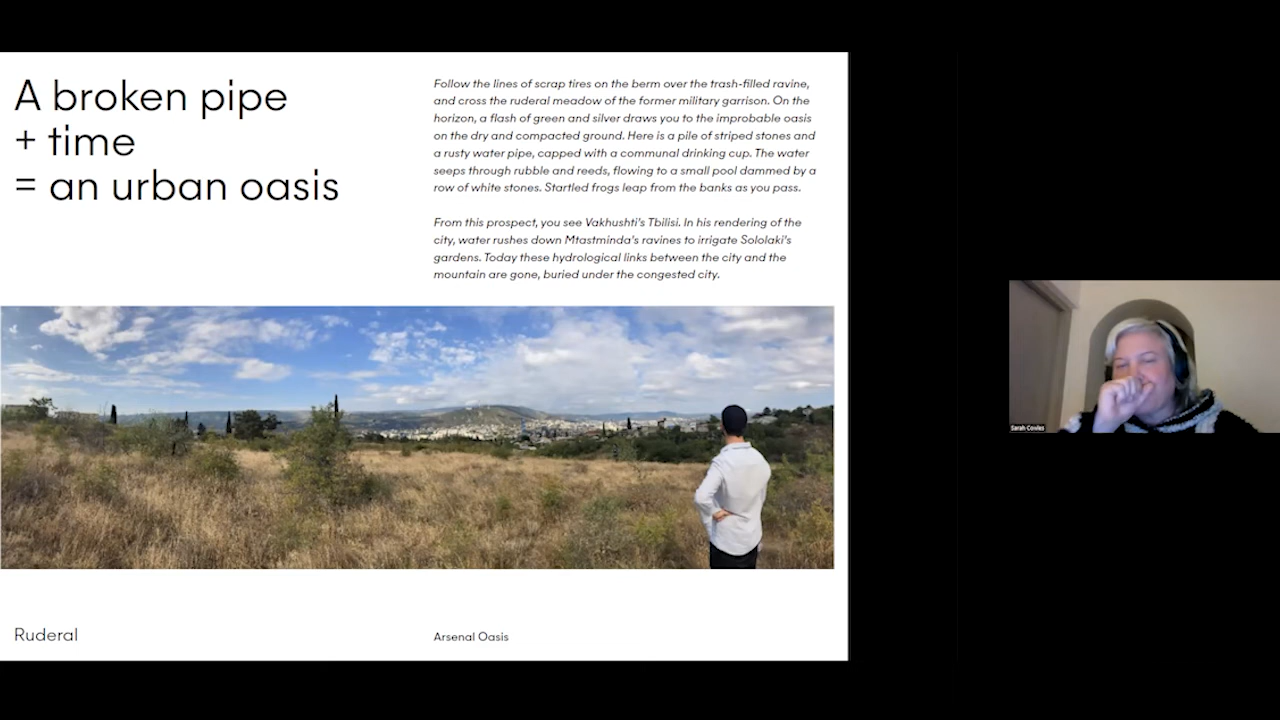 A broken pipe
+ time
= an urban oasis
Follow the lines of scrap tires on the berm over the trash-filled ravine,
and cross the ruderal meadow of the former military garrison. On the
horizon, a flash of green and silver draws you to the improbable oasis
on the dry and compacted ground. Here is a pile of striped stones and
a rusty water pipe, capped with a communal drinking cup. The water
seeps through rubble and reeds, flowing to a small pool dammed by a
row of white stones. Startled frogs leap from the banks as you pass.
From this prospect, you see Vakhushti's Tbilisi. In his rendering of the
city, water rushes down Mtastminda's ravines to irrigate Sololaki's
gardens. Today these hydrological links between the city and the
mountain are gone, buried under the congested city.
Ruderal
Arsenal Oasis
Sarah Cowles